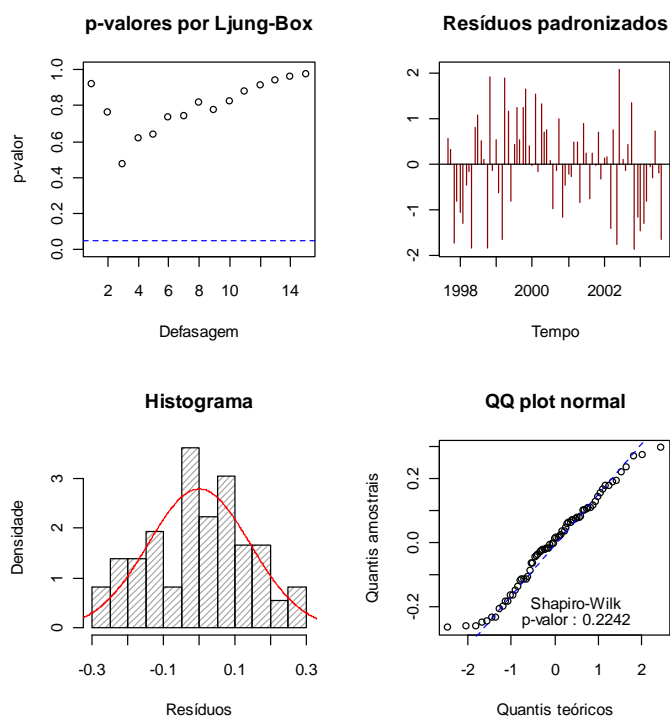 p-valores por Ljung-Box
p-valor
1.0
0.8
0.6
0.4
0.2
0.0
2 4 6 8 10 14
Defasagem
Resíduos padronizados
2
1
0
-1
-2
1998 2000 2002
Tempo
Histograma
Densidade
3
2
1
0
-0.3 -0.1 0.1 0.3
Resíduos
QQ plot normal
Quantis amostrais
0.2
0.0
-0.2
Shapiro-Wilk
p-valor : 0.2242
-2 -1 0 1 2
Quantis teóricos